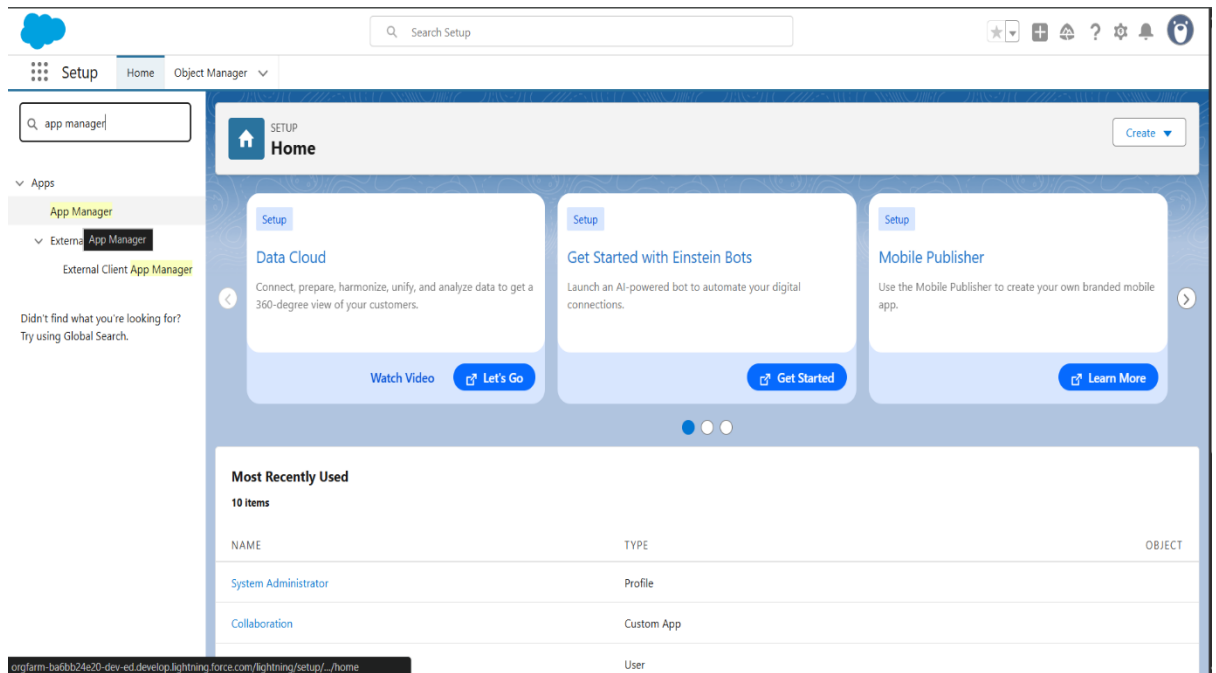 Search Setup
Setup
Home
Object Manager
app manager
Apps
App Manager
Externa
App Manager
External Client App Manager
Didn't find what you're looking for?
Try using Global Search.
SETUP
Home
Create
Setup
Data Cloud
Connect, prepare, harmonize, unify, and analyze data to get a
360-degree view of your customers.
Watch Video
Let's Go
Setup
Get Started with Einstein Bots
Launch an AI-powered bot to automate your digital
connections.
Get Started
Setup
Mobile Publisher
Use the Mobile Publisher to create your own branded mobile
app.
Learn More
Most Recently Used
10 items
NAME TYPE OBJECT
System Administrator Profile
Collaboration Custom App
User
orgfarm-ba6bb24e20-dev-ed.develop.lightning.force.com/lightning/setup/.../home